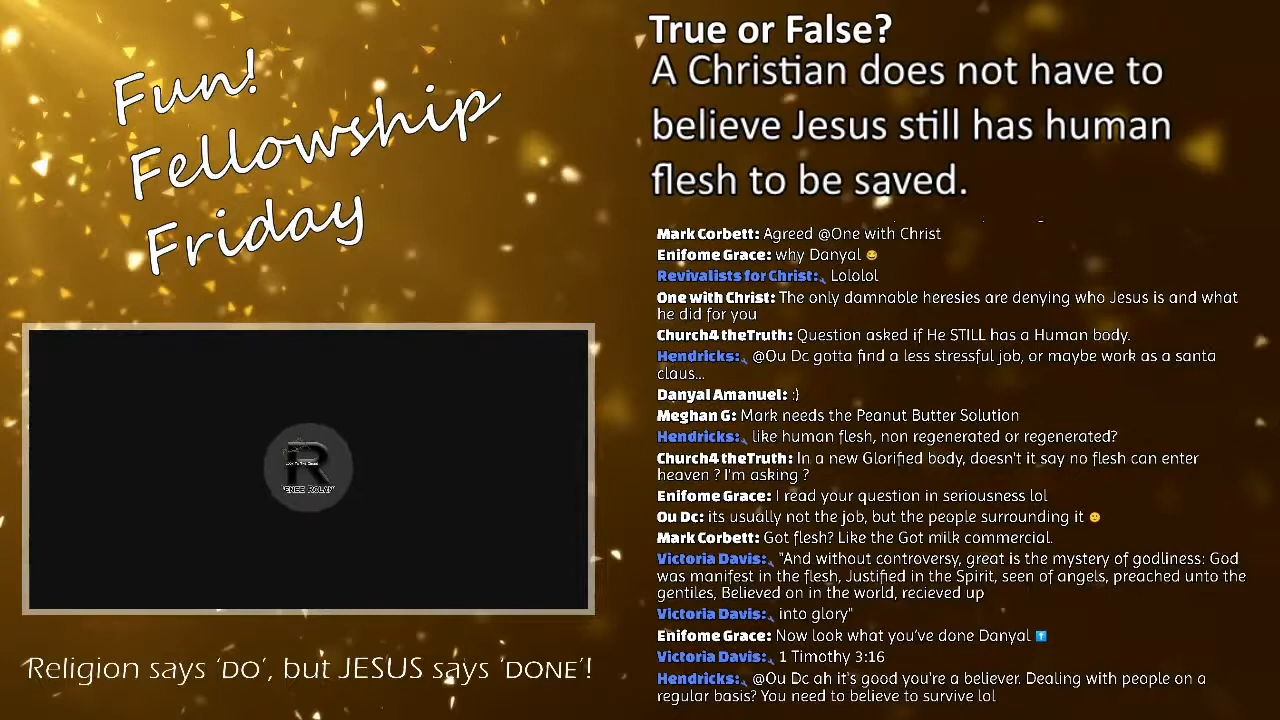 Fun!
Fellowship
Friday
Religion says 'DO', but JESUS says 'DONE'!
True or False?
A Christian does not have to
believe Jesus still has human
flesh to be saved.
Mark Corbett: Agreed @One with Christ
Enifome Grace: why Danyal 😂
Revivalists for Christ: Lololol
One with Christ: The only damnable heresies are denying who Jesus is and what
he did for you
Church4 theTruth: Question asked if He STILL has a Human body.
Hendricks: @Ou Dc gotta find a less stressful job, or maybe work as a santa
claus...
Danyal Amanuel: :)
Meghan G: Mark needs the Peanut Butter Solution
Hendricks: like human flesh, non regenerated or regenerated?
Church4 theTruth: In a new Glorified body, doesn't it say no flesh can enter
heaven ? I'm asking ?
Enifome Grace: I read your question in seriousness lol
Ou Dc: its usually not the job, but the people surrounding it 🙂
Mark Corbett: Got flesh? Like the Got milk commercial.
Victoria Davis: "And without controversy, great is the mystery of godliness: God
was manifest in the flesh, Justified in the Spirit, seen of angels, preached unto the
gentiles, Believed on in the world, recieved up
Victoria Davis: into glory"
Enifome Grace: Now look what you've done Danyal ⬆️
Victoria Davis: 1 Timothy 3:16
Hendricks: @Ou Dc ah it's good you're a believer. Dealing with people on a
regular basis? You need to believe to survive lol